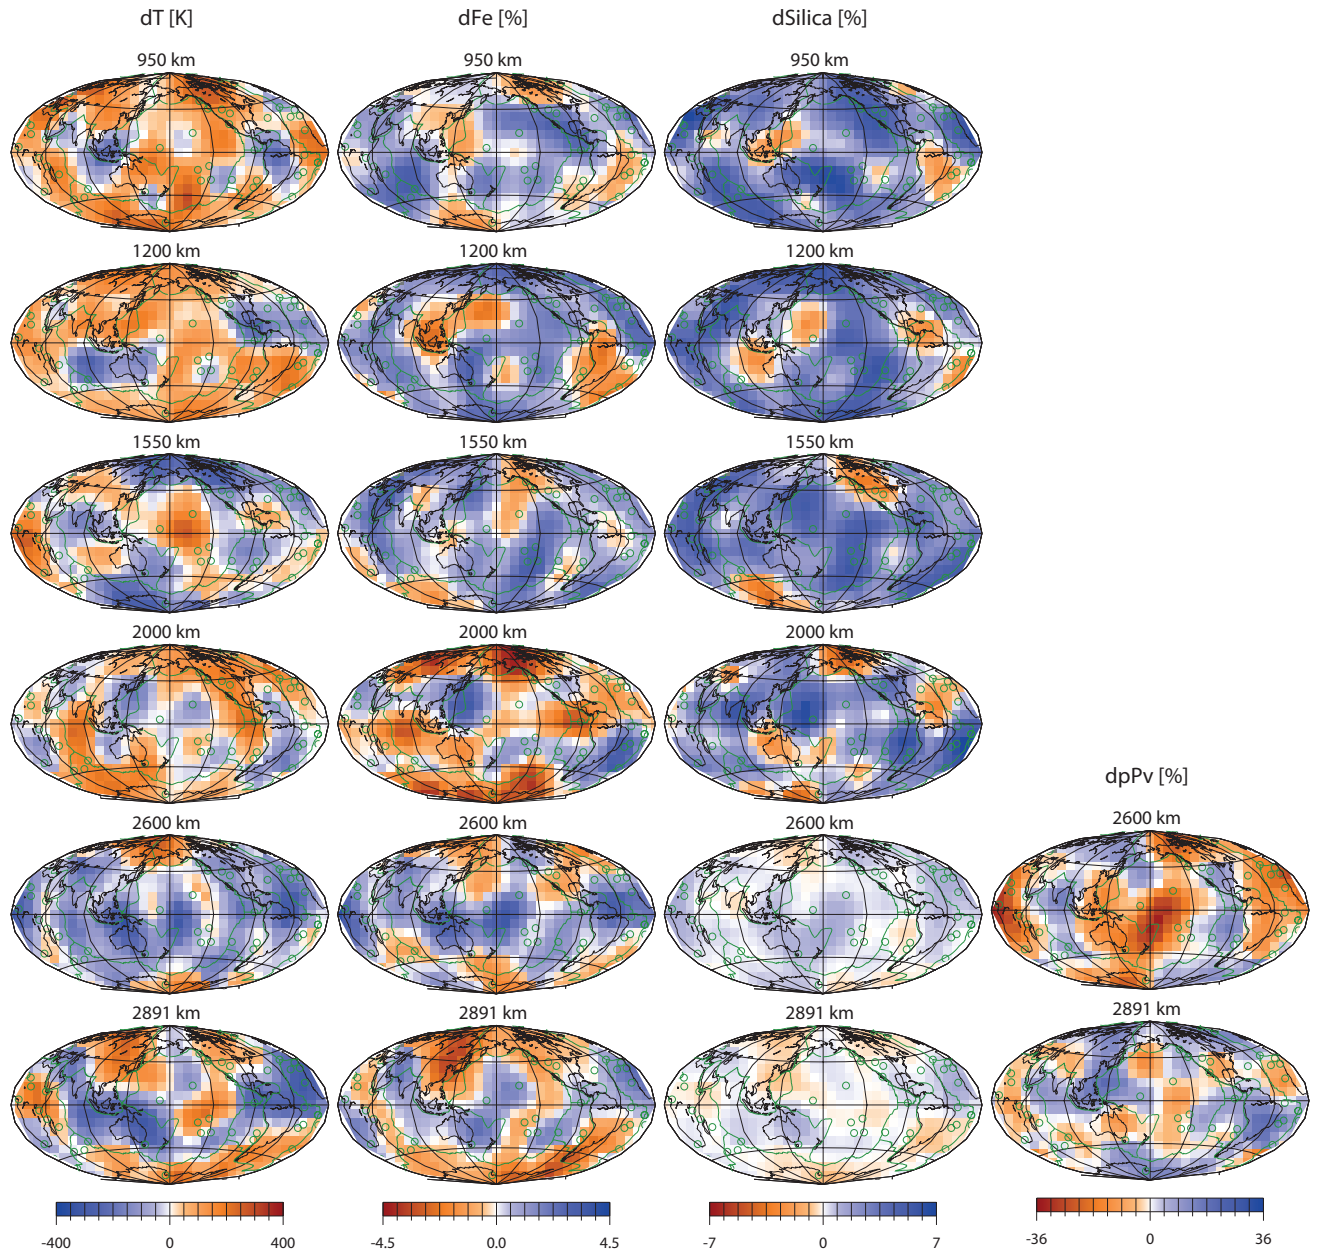 dT [K] dFe [%] dSilica [%]
950 km 950 km 950 km
1200 km 1200 km 1200 km
1550 km 1550 km 1550 km
2000 km 2000 km 2000 km
dpPv [%]
2600 km 2600 km 2600 km 2600 km
2891 km 2891 km 2891 km 2891 km
-400 0 400 -4.5 0.0 4.5 -7 0 7 -36 0 36